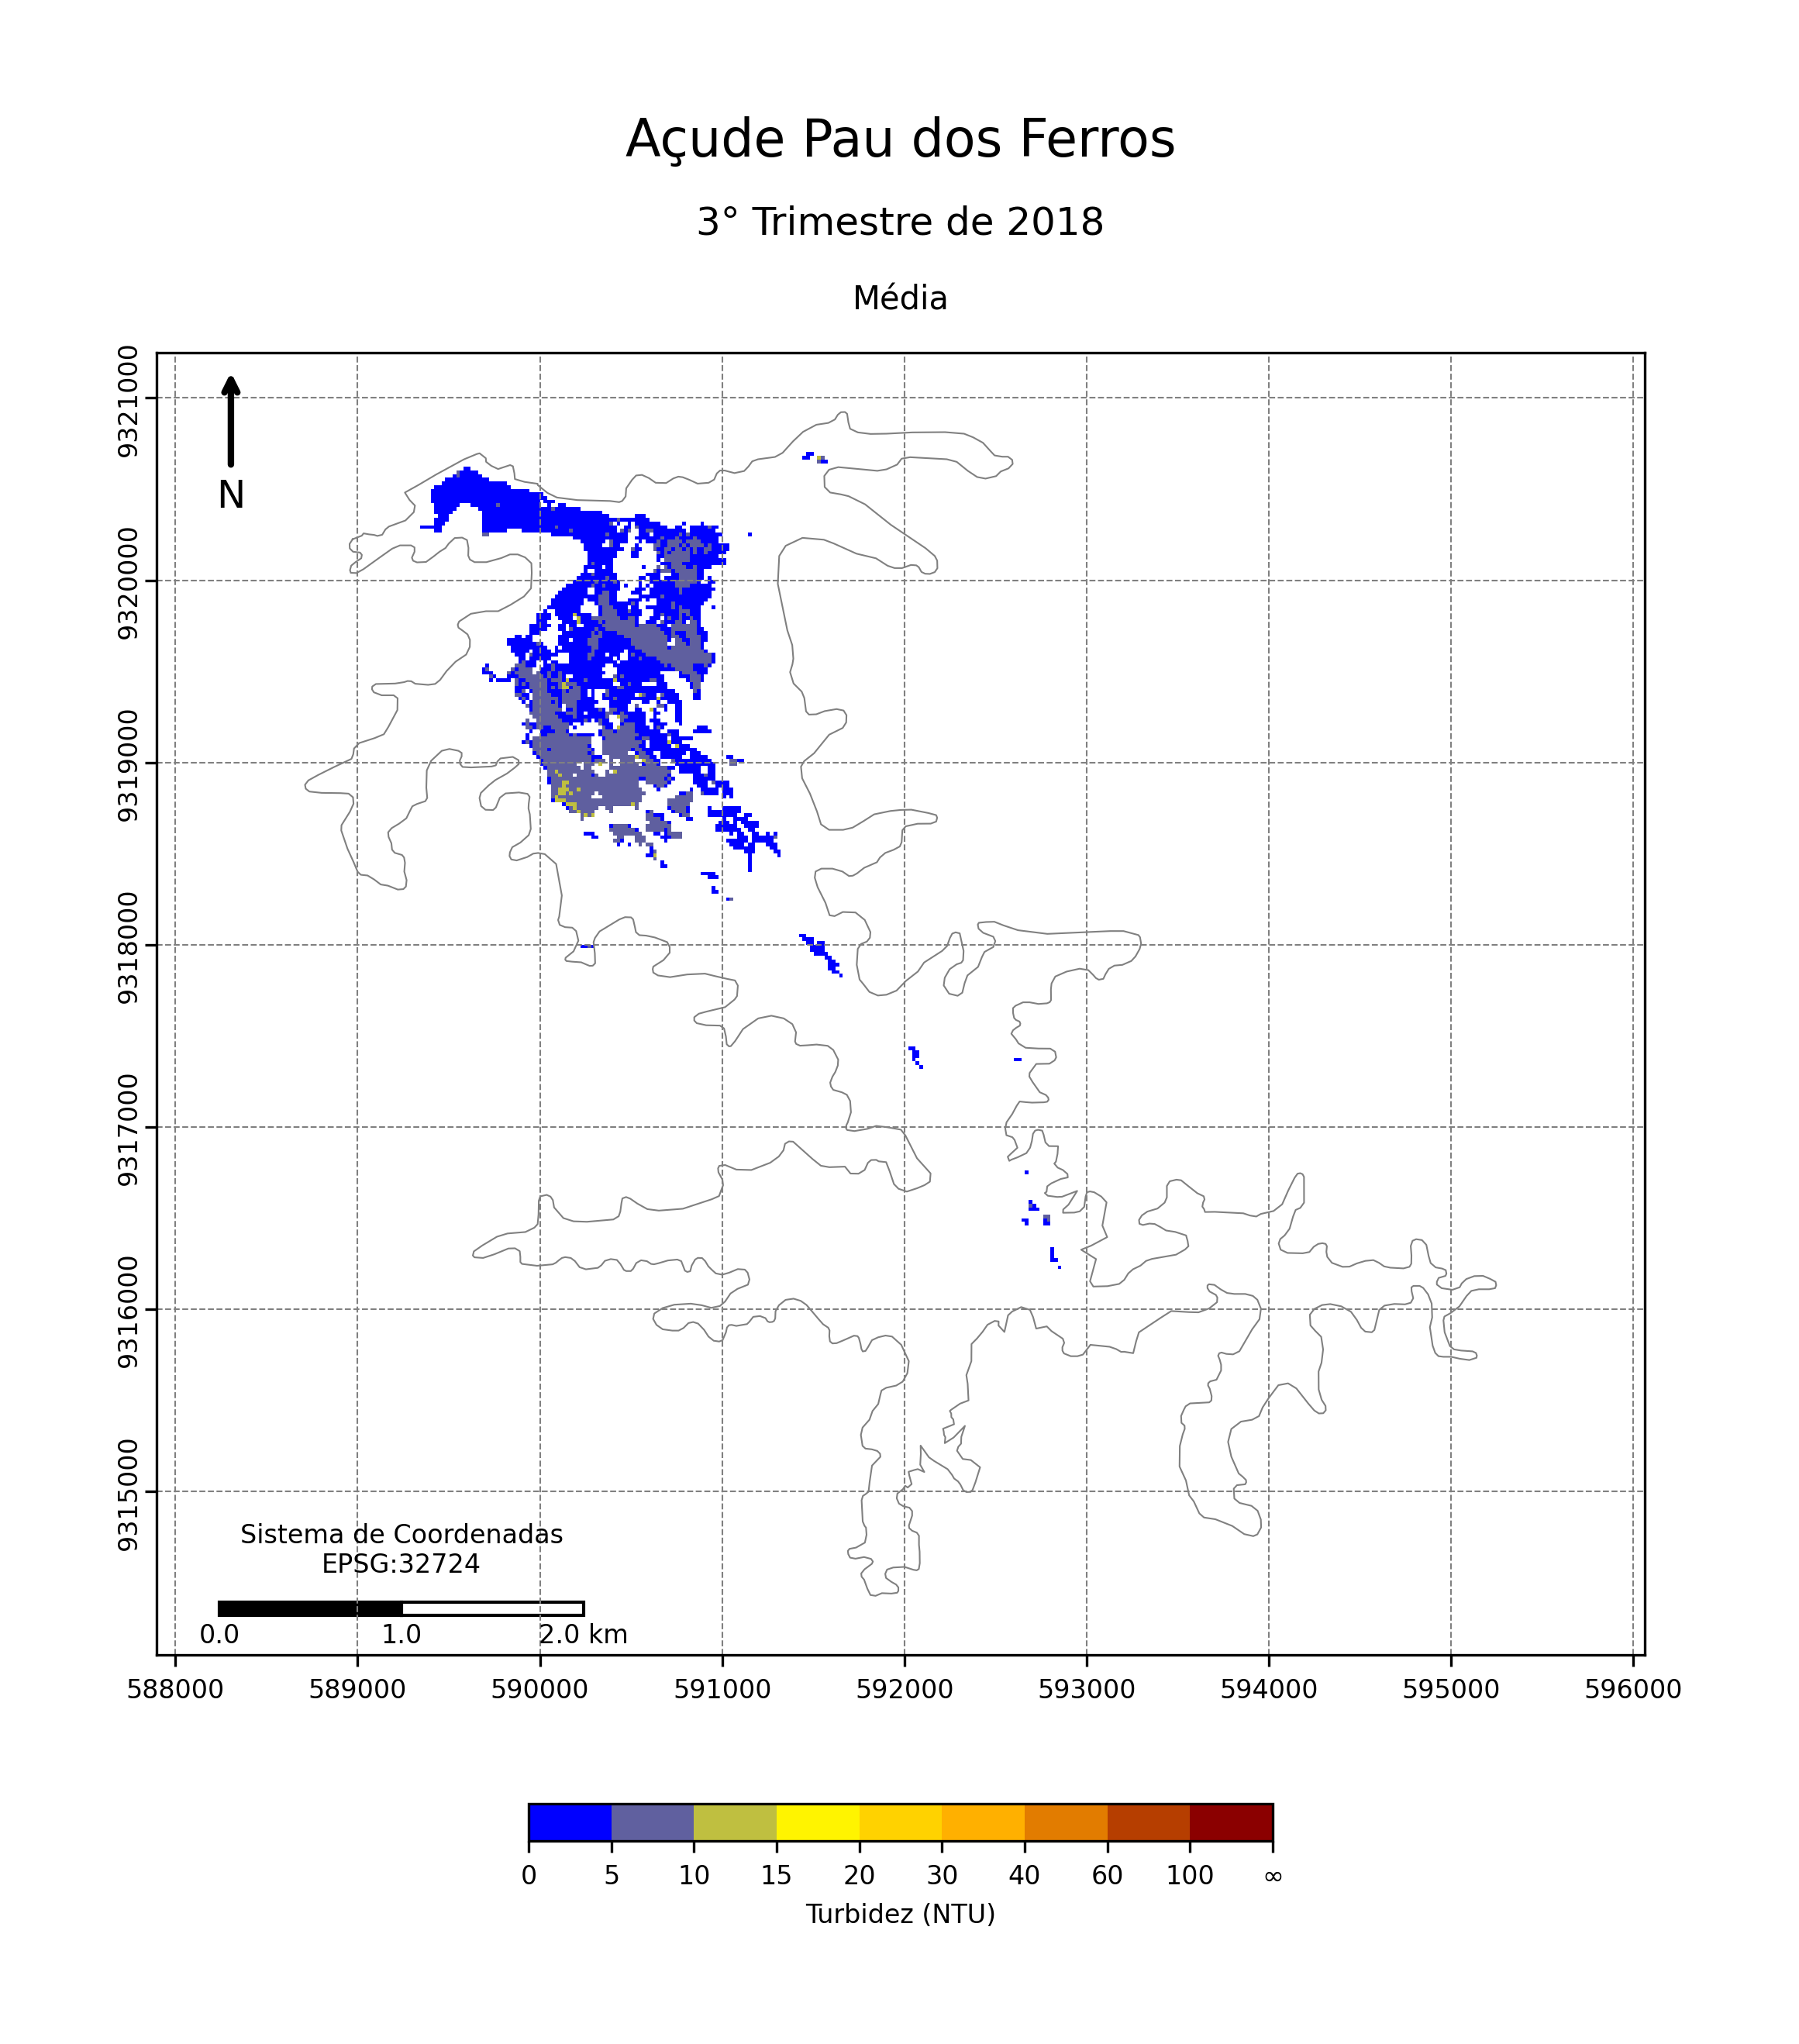 Açude Pau dos Ferros
3° Trimestre de 2018
Média
9321000
9320000
9319000
9318000
9317000
9316000
9315000
N
Sistema de Coordenadas
EPSG:32724
0.0 1.0 2.0 km
588000 589000 590000 591000 592000 593000 594000 595000 596000
0 5 10 15 20 30 40 60 100 ∞
Turbidez (NTU)